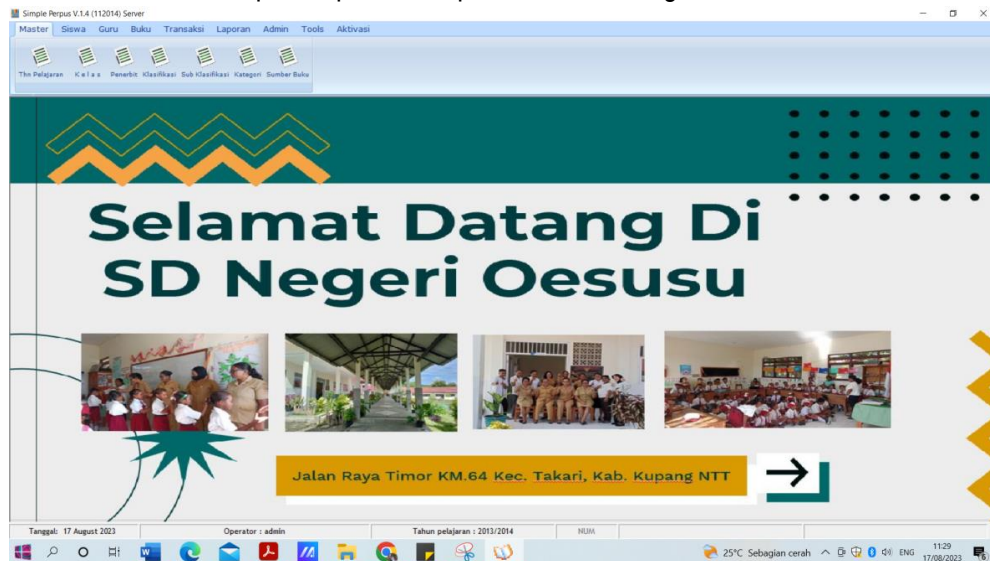 Simple Perpus V.1.4 (112014) Server
Master Siswa Guru Buku Transaksi Laporan Admin Tools Aktivasi
Thn Pelajaran Kelas Penerbit Klasifikasi Sub Klasifikasi Kategori Sumber Buku
Selamat Datang Di
SD Negeri Oesusu
Jalan Raya Timor KM.64 Kec. Takari, Kab. Kupang NTT
Tanggal: 17 August 2023 Operator : admin Tahun pelajaran : 2013/2014 NUM
25°C Sebagian cerah ENG 11:29
17/08/2023